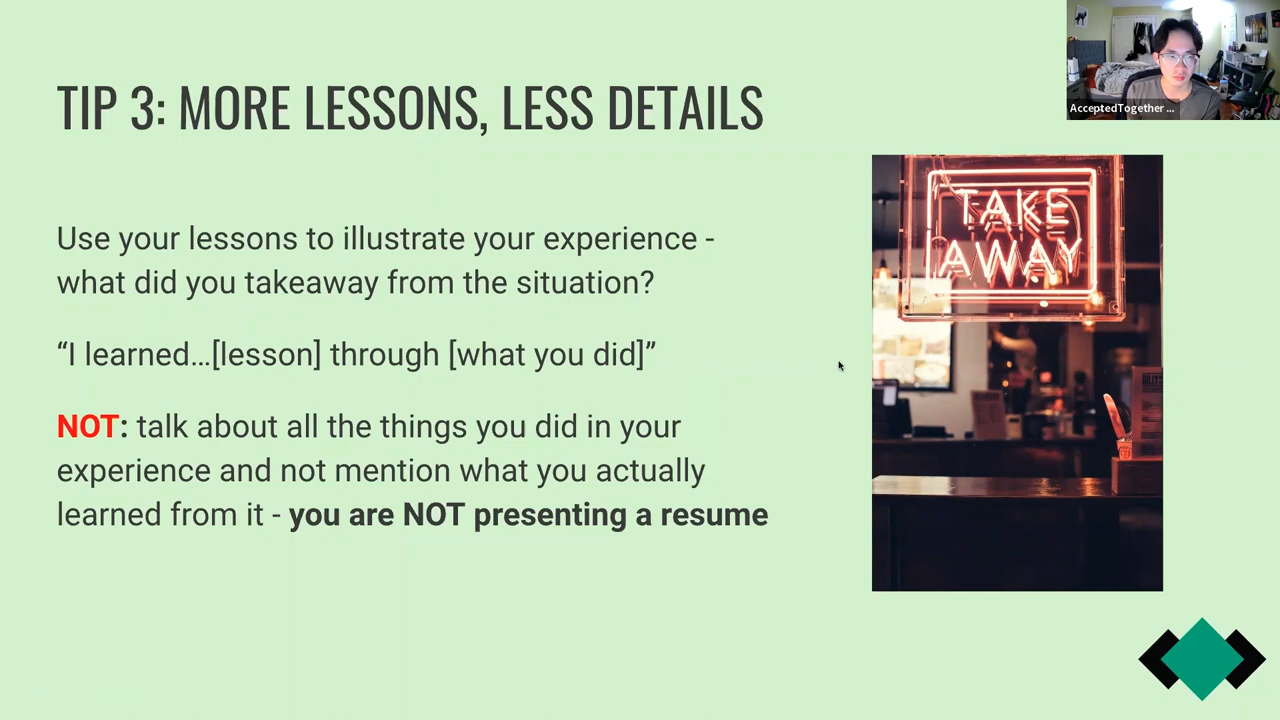 TIP 3: MORE LESSONS, LESS DETAILS
AcceptedTogether ...
TAKE
AWAY
Use your lessons to illustrate your experience -
what did you takeaway from the situation?
“I learned...[lesson] through [what you did]”
NOT: talk about all the things you did in your
experience and not mention what you actually
learned from it - you are NOT presenting a resume